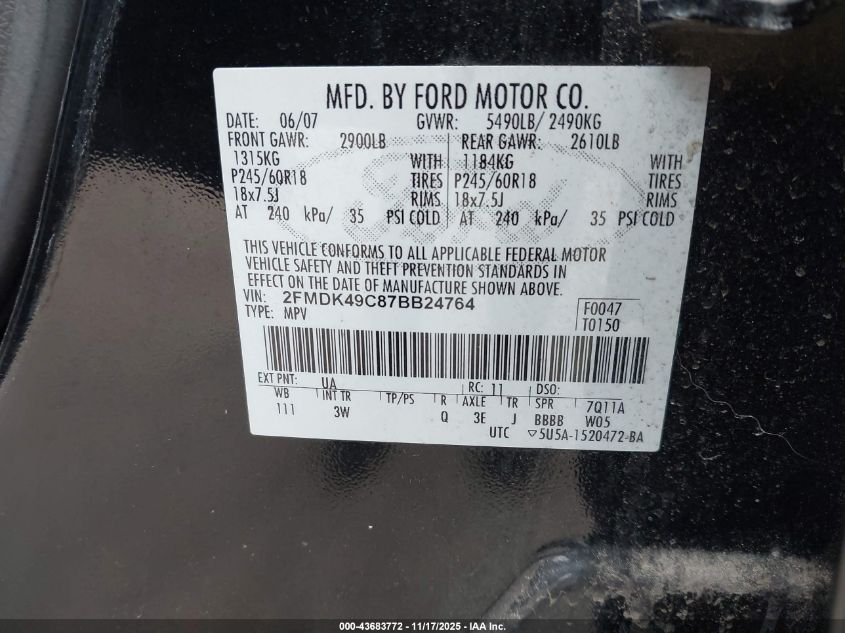 MFD. BY FORD MOTOR CO.
DATE: 06/07 GVWR: 5490LB/ 2490KG
FRONT GAWR: 2900LB REAR GAWR: 2610LB
1315KG WITH 1184KG WITH
P245/60R18 TIRES P245/60R18 TIRES
18x7.5J RIMS 18x7.5J RIMS
AT 240 kPa/ 35 PSI COLD AT 240 kPa/ 35 PSI COLD
THIS VEHICLE CONFORMS TO ALL APPLICABLE FEDERAL MOTOR
VEHICLE SAFETY AND THEFT PREVENTION STANDARDS IN
EFFECT ON THE DATE OF MANUFACTURE SHOWN ABOVE.
VIN: 2FMDK49C87BB24764 F0047
TYPE: MPV T0150
EXT PNT: UA RC: 11 DSO:
WB INT TR TP/PS R AXLE TR SPR 7Q11A
111 3W Q 3E J BBBB W05
UTC ▽5U5A-1520472-BA
000-43683772 - 11/17/2025 - IAA Inc.